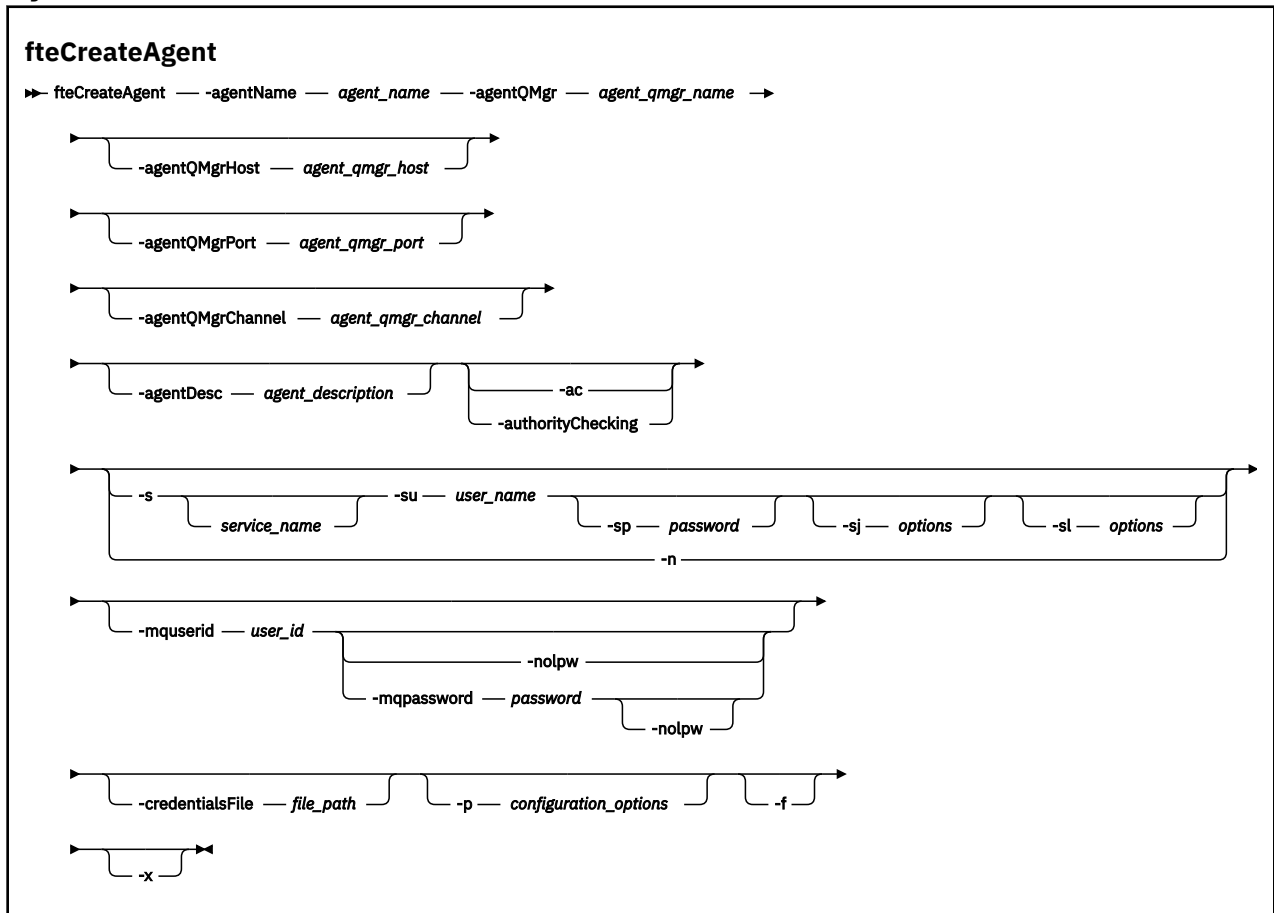 fteCreateAgent
fteCreateAgent -agentName agent_name -agentQMgr agent_qmgr_name
-agentQMgrHost agent_qmgr_host
-agentQMgrPort agent_qmgr_port
-agentQMgrChannel agent_qmgr_channel
-agentDesc agent_description -ac
-authorityChecking
-s service_name -su user_name -sp password -sj options -sl options
-n
-mquserid user_id
-nolpw
-mqpassword password
-nolpw
-credentialsFile file_path -p configuration_options -f
-x